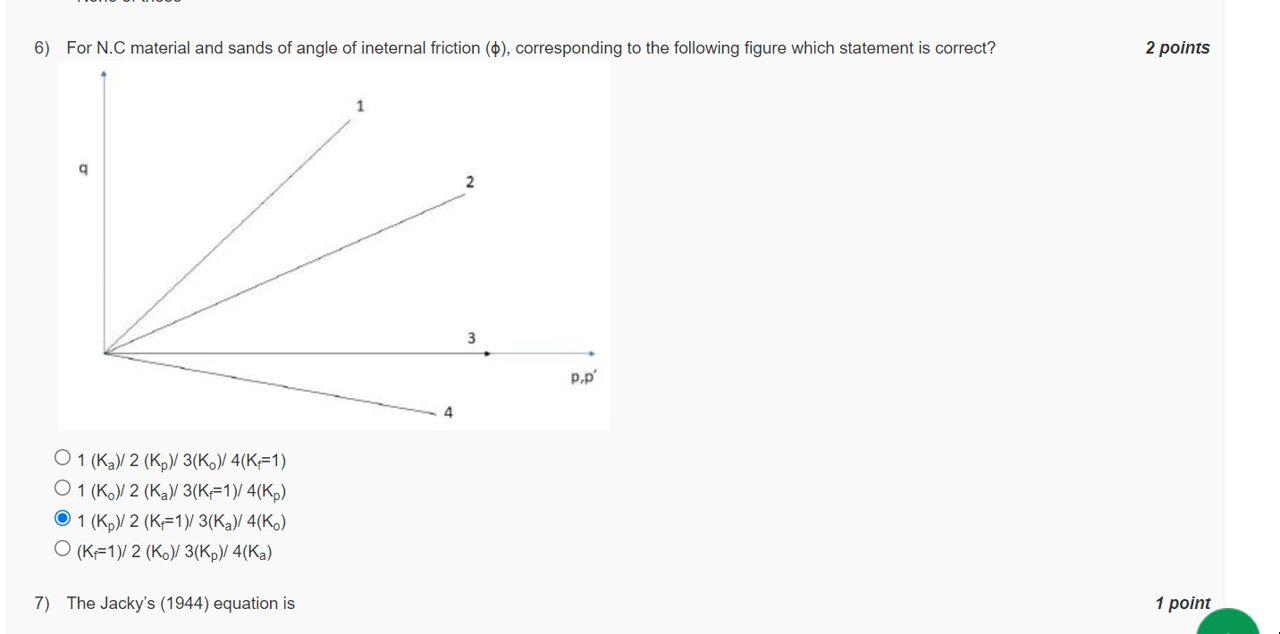 6) For N.C material and sands of angle of ineternal friction (ϕ), corresponding to the following figure which statement is correct? 2 points
1
q
2
3
p,p'
4
1 (Ka)/ 2 (Kp)/ 3(Ko)/ 4(Kf=1)
1 (Ko)/ 2 (Ka)/ 3(Kf=1)/ 4(Kp)
1 (Kp)/ 2 (Kf=1)/ 3(Ka)/ 4(Ko)
(Kf=1)/ 2 (Ko)/ 3(Kp)/ 4(Ka)
7) The Jacky's (1944) equation is 1 point